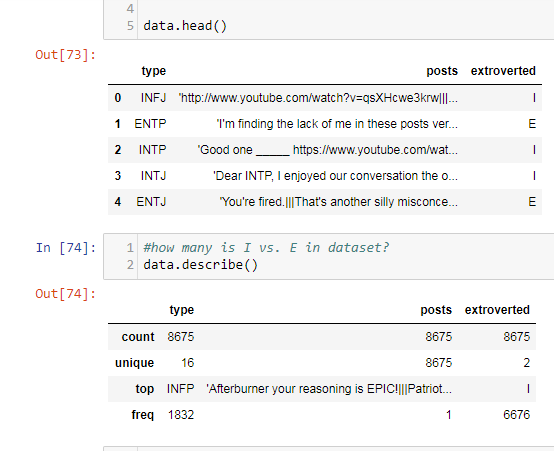 4
5 data.head()
Out[73]:
type posts extroverted
0 INFJ 'http://www.youtube.com/watch?v=qsXHcwe3krw|||... I
1 ENTP 'I'm finding the lack of me in these posts ver... E
2 INTP 'Good one _____ https://www.youtube.com/wat... I
3 INTJ 'Dear INTP, I enjoyed our conversation the o... I
4 ENTJ 'You're fired.|||That's another silly misconce... E
In [74]: 1 #how many is I vs. E in dataset?
2 data.describe()
Out[74]:
type posts extroverted
count 8675 8675 8675
unique 16 8675 2
top INFP 'Afterburner your reasoning is EPIC!|||Patriot... I
freq 1832 1 6676